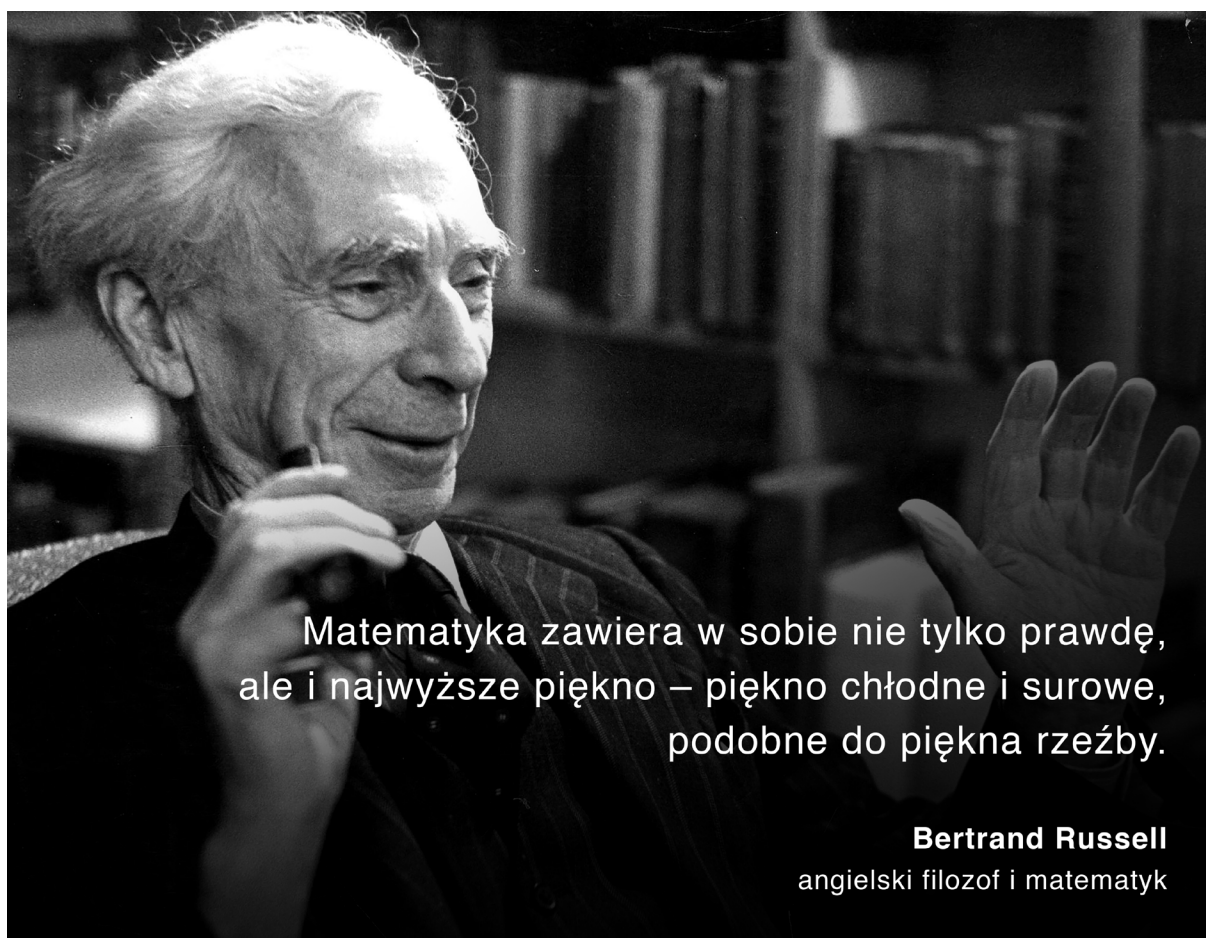 Matematyka zawiera w sobie nie tylko prawdę,
ale i najwyższe piękno – piękno chłodne i surowe,
podobne do piękna rzeźby.
Bertrand Russell
angielski filozof i matematyk